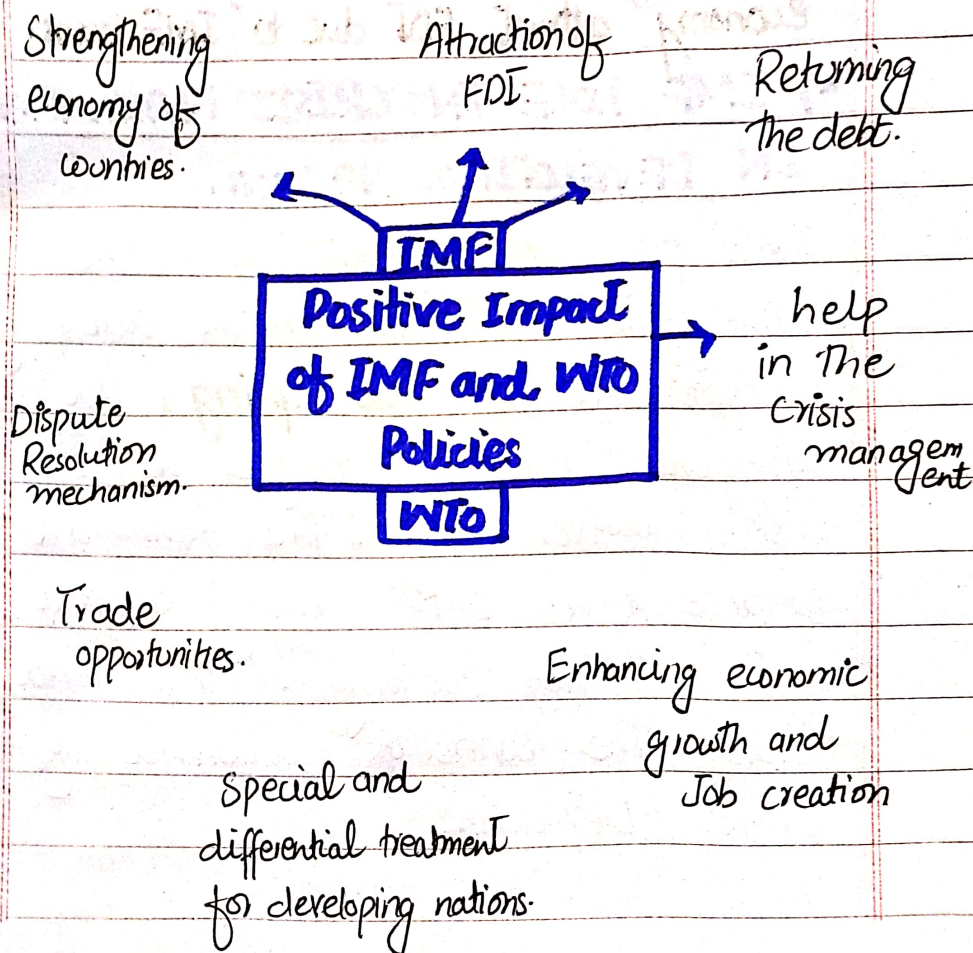 Strengthening
economy of
countries.
Attraction of
FDI.
Returning
the debt.
IMF
Positive Impact
of IMF and WTO
Policies
WTO
help
in the
Crisis
managem
ent
Dispute
Resolution
mechanism.
Trade
opportunities.
Enhancing economic
growth and
Job creation
Special and
differential treatment
for developing nations.